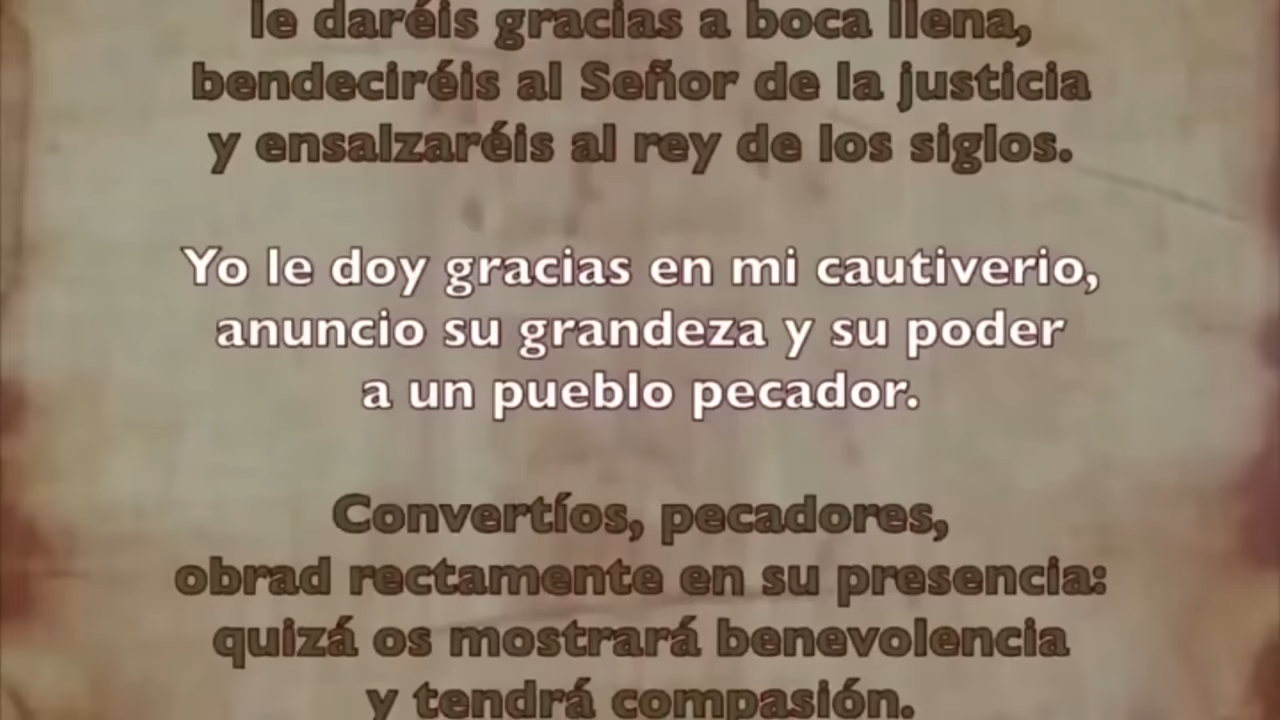 le daréis gracias a boca llena,
bendeciréis al Señor de la justicia
y ensalzaréis al rey de los siglos.
Yo le doy gracias en mi cautiverio,
anuncio su grandeza y su poder
a un pueblo pecador.
Convertíos, pecadores,
obrad rectamente en su presencia:
quizá os mostrará benevolencia
y tendrá compasión.